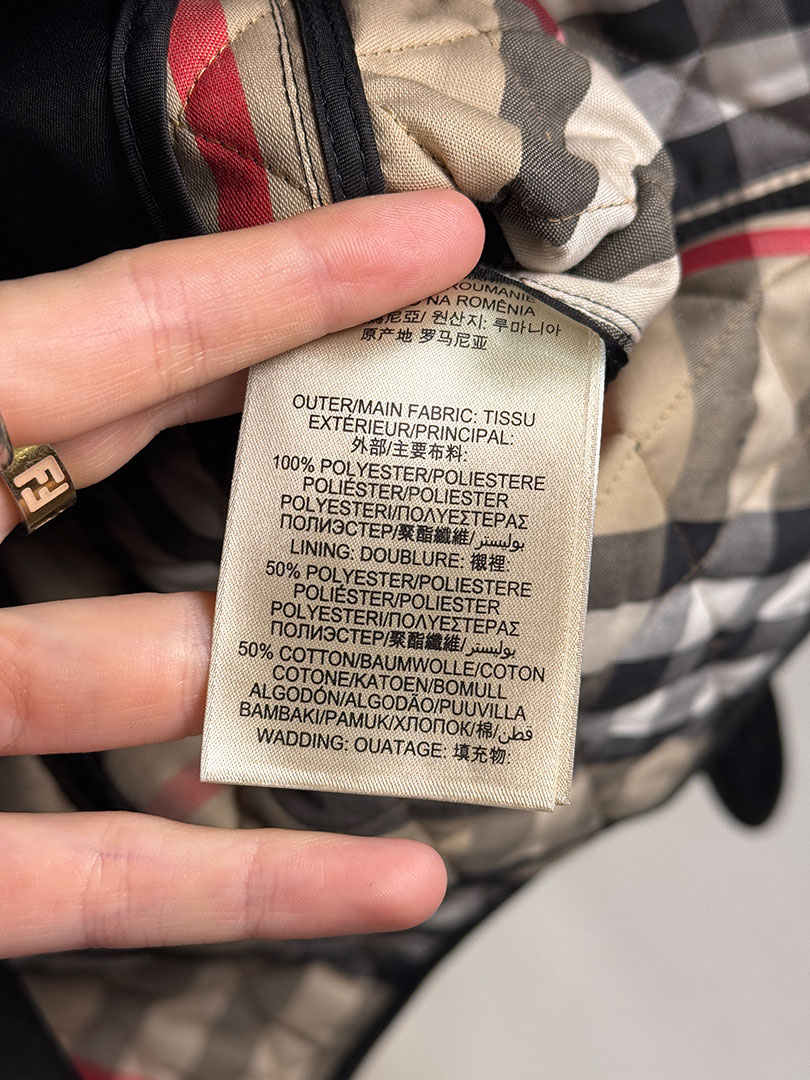 ROUMANIE
NA ROMÊNIA
尼亞/ 원산지: 루마니아
原产地 罗马尼亚
OUTER/MAIN FABRIC: TISSU
EXTÉRIEUR/PRINCIPAL:
外部/主要布料:
100% POLYESTER/POLIESTERE
POLIÉSTER/POLIESTER
POLYESTERI/ΠΟΛΥΕΣΤΕΡΑΣ
ПОЛИЭСТЕР/聚酯纖維/بوليستر
LINING: DOUBLURE: 襯裡:
50% POLYESTER/POLIESTERE
POLIÉSTER/POLIESTER
POLYESTERI/ΠΟΛΥΕΣΤΕΡΑΣ
ПОЛИЭСТЕР/聚酯纖維/بوليستر
50% COTTON/BAUMWOLLE/COTON
COTONE/KATOEN/BOMULL
ALGODÓN/ALGODÃO/PUUVILLA
BAMBAKI/PAMUK/ХЛОПОК/棉/قطن
WADDING: OUATAGE: 填充物: